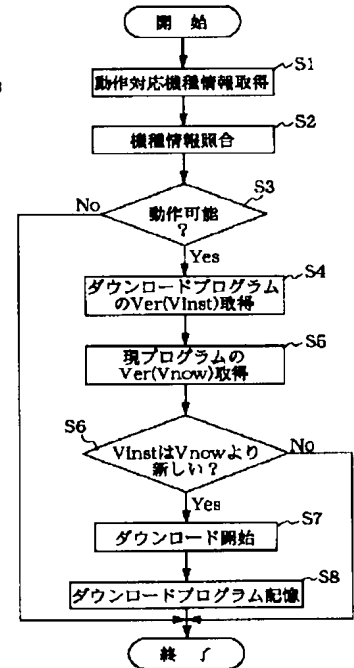 開 始
S1
動作対応機種情報取得
S2
機種情報照合
S3
動作可能
?
No
Yes
S4
ダウンロードプログラム
のVer(VInst)取得
S5
現プログラムの
Ver(Vnow)取得
S6
VInstはVnowより
新しい?
No
Yes
S7
ダウンロード開始
S8
ダウンロードプログラム記憶
終 了